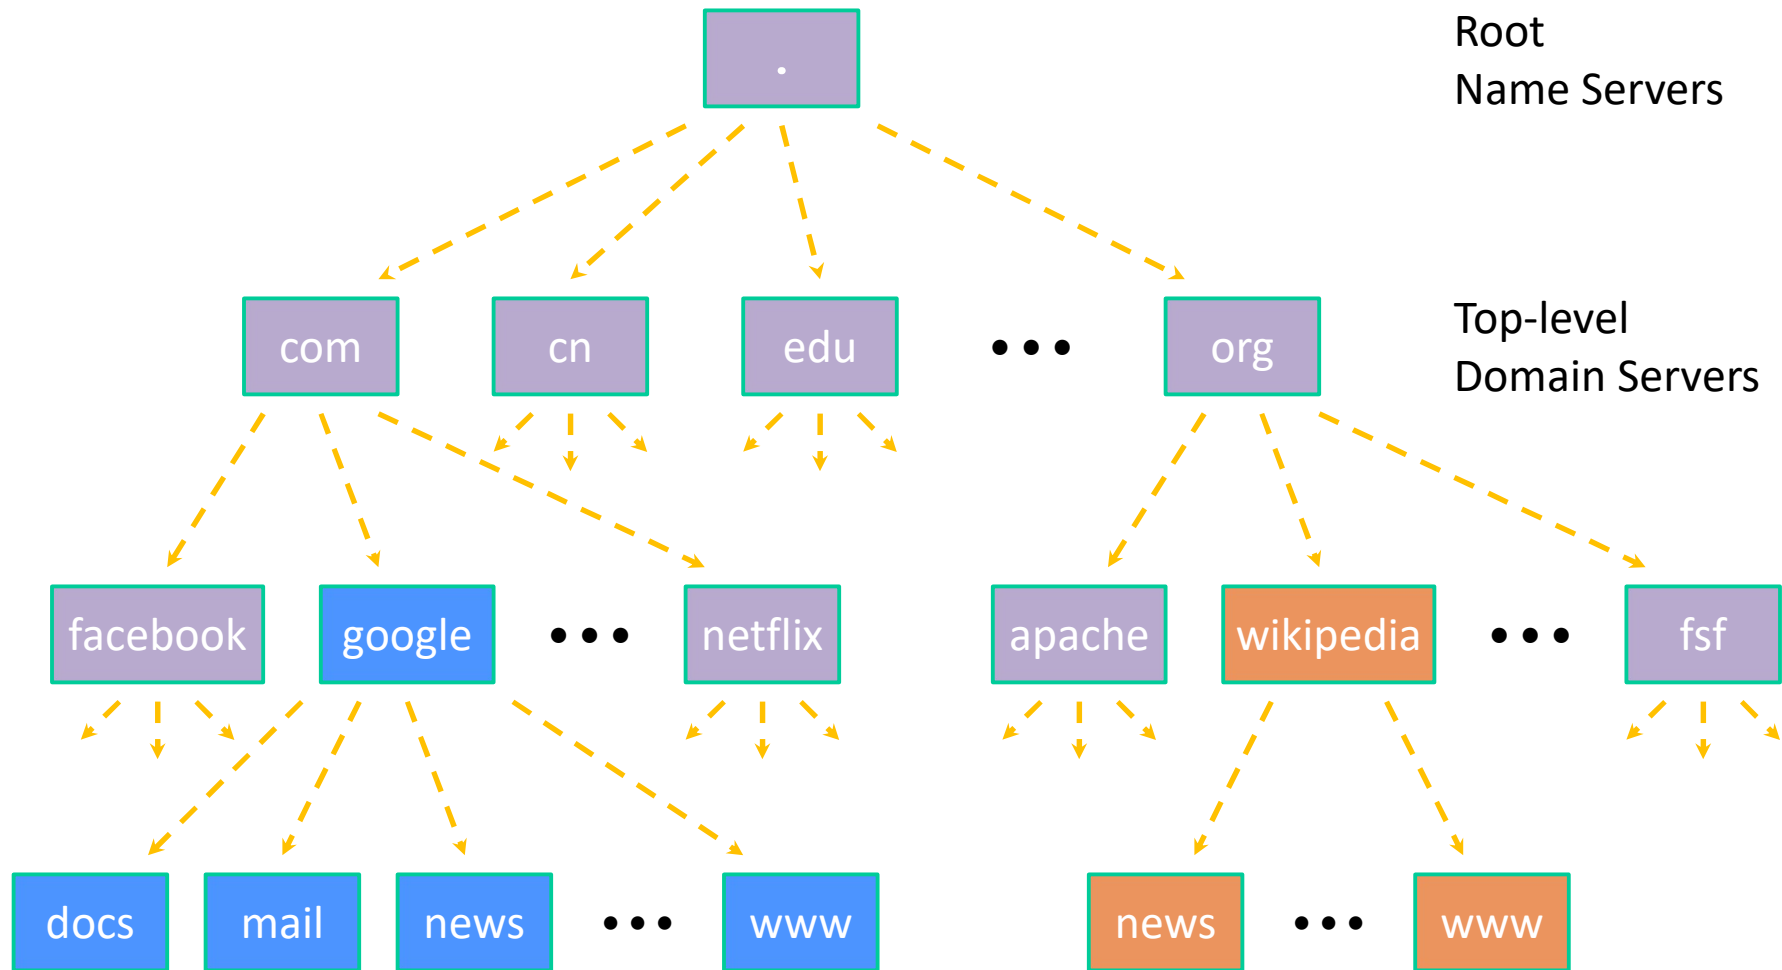 .
Root
Name Servers
com
cn
edu
•••
org
Top-level
Domain Servers
facebook
google
•••
netflix
apache
wikipedia
•••
fsf
docs
mail
news
•••
www
news
•••
www